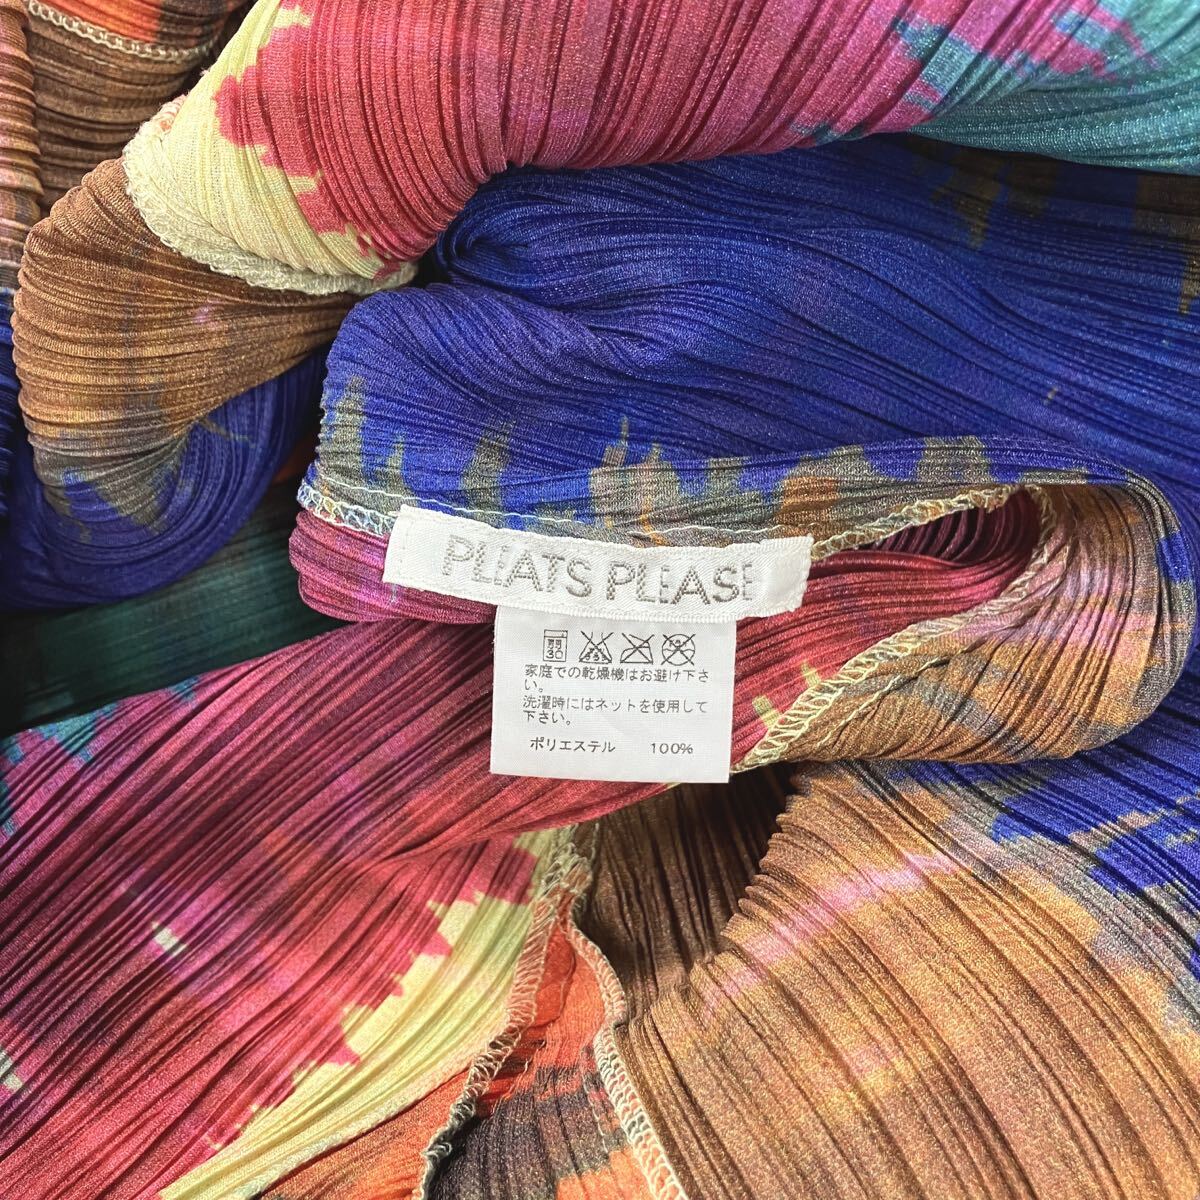 PLEATS PLEASE
30
家庭での乾燥機はお避け下さ
い。
洗濯時にはネットを使用して
下さい。
ポリエステル 100%